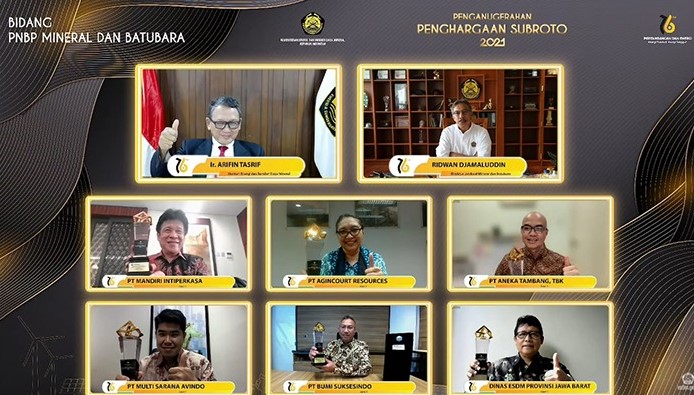 BIDANG
PNBP MINERAL DAN BATUBARA
PENGANUGERAHAN
PENGHARGAAN SUBROTO
2021
76
Ir. ARIFIN TASRIF
RIDWAN DJAMALUDDIN
PT MANDIRI INTIPERKASA
PT AGINCOURT RESOURCES
PT ANEKA TAMBANG, TBK
PT MULTI SARANA AVINDO
PT BUMI SUKSESINDO
DINAS ESDM PROVINSI JAWA BARAT